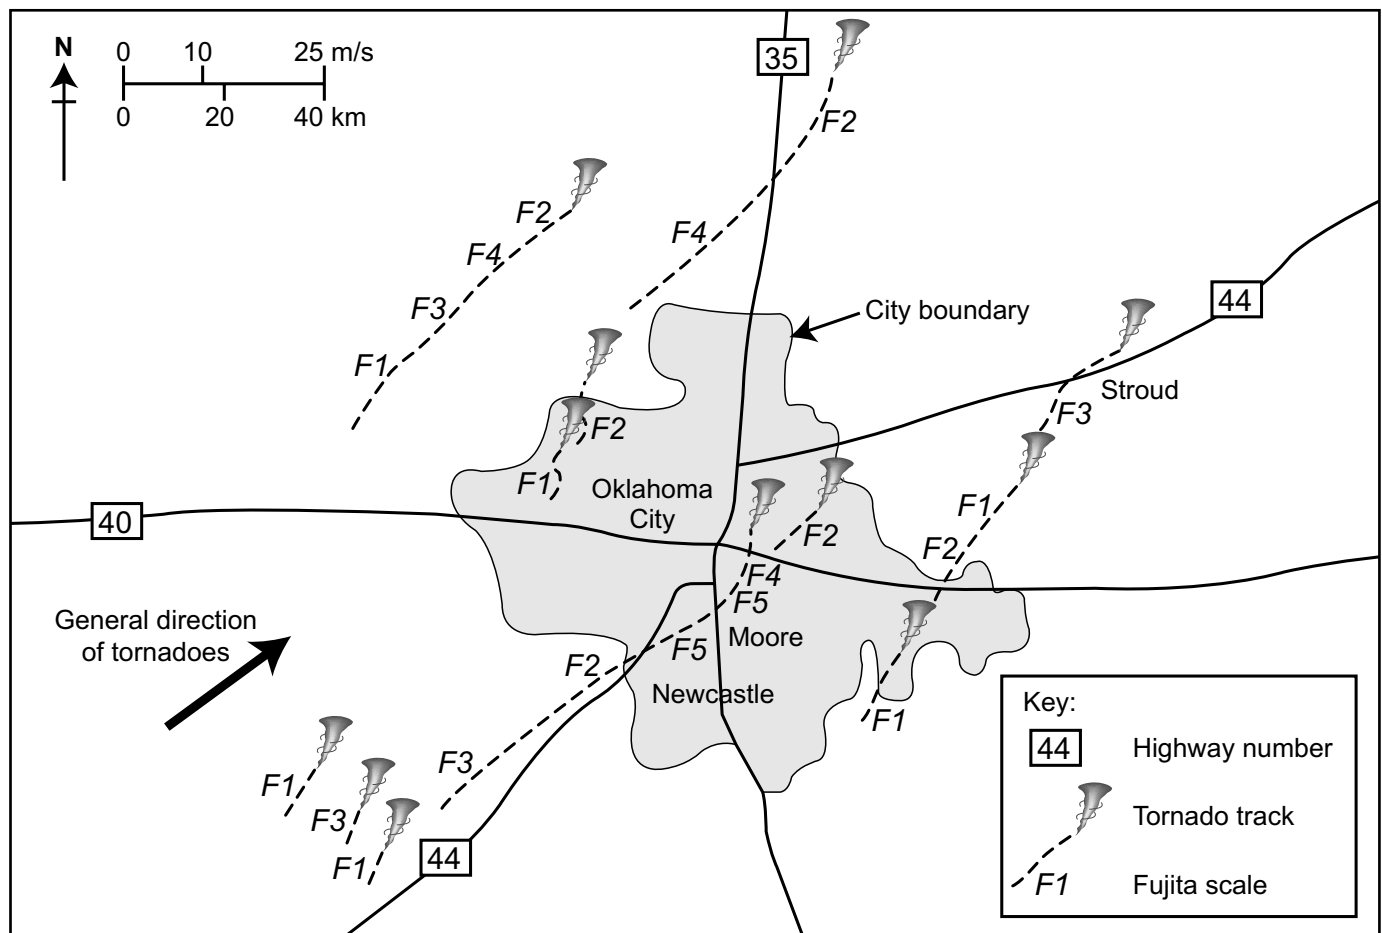 N
0 10 25 m/s
0 20 40 km
35
F2
F2
F4
F4
F3
44
City boundary
F1
Stroud
F3
F2
F1
Oklahoma
City
F1
40
F2
F2
F4
F5
General direction
of tornadoes
Moore
F5
F2
Newcastle
F1
F3
F1
F3
F1
44
Key:
44 Highway number
Tornado track
F1 Fujita scale